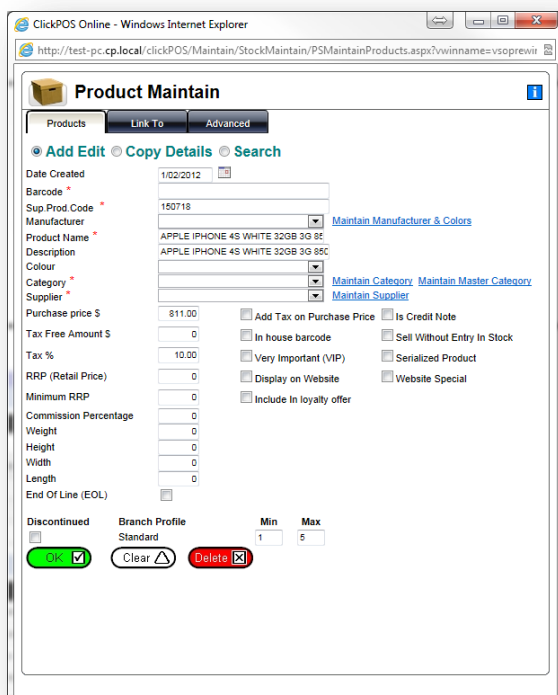 ClickPOS Online - Windows Internet Explorer
http://test-pc.cp.local/clickPOS/Maintain/StockMaintain/PSMaintainProducts.aspx?vwinname=vsoprewir
Product Maintain
i
Products Link To Advanced
Add Edit Copy Details Search
Date Created 1/02/2012
Barcode *
Sup.Prod.Code * 150718
Manufacturer Maintain Manufacturer & Colors
Product Name * APPLE IPHONE 4S WHITE 32GB 3G 85
Description APPLE IPHONE 4S WHITE 32GB 3G 850
Colour
Category * Maintain Category Maintain Master Category
Supplier * Maintain Supplier
Purchase price $ 811.00 Add Tax on Purchase Price Is Credit Note
Tax Free Amount $ 0 In house barcode Sell Without Entry In Stock
Tax % 10.00 Very Important (VIP) Serialized Product
RRP (Retail Price) 0 Display on Website Website Special
Minimum RRP 0 Include In loyalty offer
Commission Percentage 0
Weight 0
Height 0
Width 0
Length 0
End Of Line (EOL)
Discontinued Branch Profile Min Max
Standard 1 5
OK Clear Delete